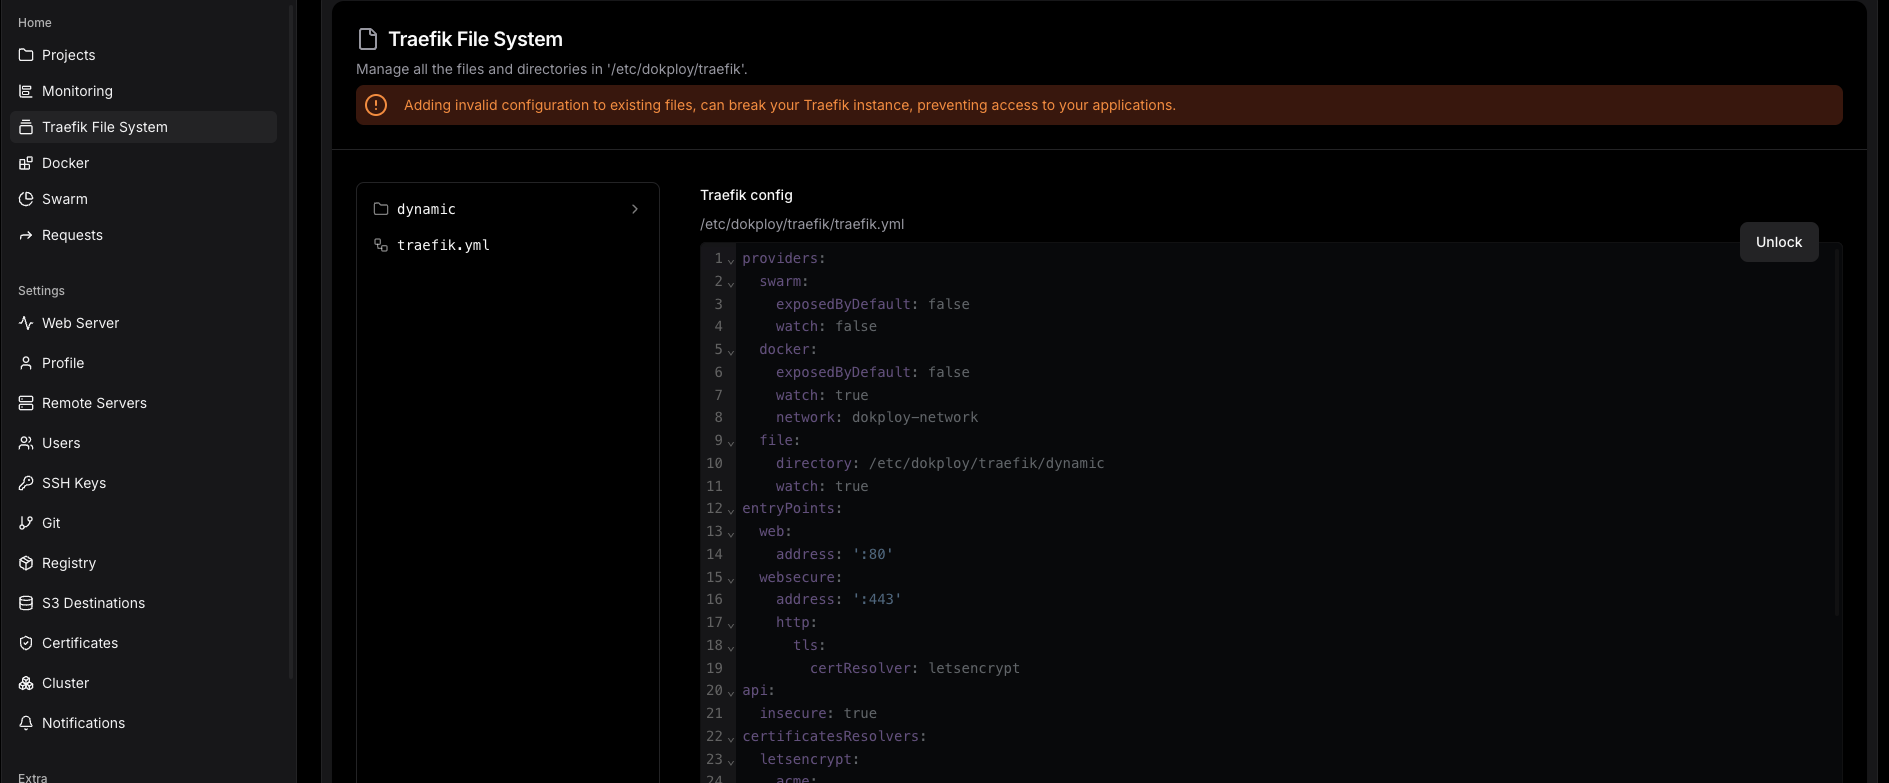 Home
Projects
Monitoring
Traefik File System
Docker
Swarm
Requests
Settings
Web Server
Profile
Remote Servers
Users
SSH Keys
Git
Registry
S3 Destinations
Certificates
Cluster
Notifications
Extra
Traefik File System
Manage all the files and directories in '/etc/dokploy/traefik'.
Adding invalid configuration to existing files, can break your Traefik instance, preventing access to your applications.
dynamic
traefik.yml
Traefik config
/etc/dokploy/traefik/traefik.yml
Unlock
1 providers:
2   swarm:
3     exposedByDefault: false
4     watch: false
5   docker:
6     exposedByDefault: false
7     watch: true
8     network: dokploy-network
9   file:
10     directory: /etc/dokploy/traefik/dynamic
11     watch: true
12 entryPoints:
13   web:
14     address: ':80'
15   websecure:
16     address: ':443'
17     http:
18       tls:
19         certResolver: letsencrypt
20 api:
21   insecure: true
22 certificatesResolvers:
23   letsencrypt:
24     acme: